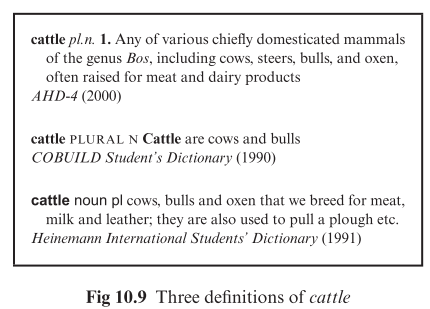 cattle pl.n. 1. Any of various chiefly domesticated mammals
of the genus Bos, including cows, steers, bulls, and oxen,
often raised for meat and dairy products
AHD-4 (2000)
cattle PLURAL N Cattle are cows and bulls
COBUILD Student's Dictionary (1990)
cattle noun pl cows, bulls and oxen that we breed for meat,
milk and leather; they are also used to pull a plough etc.
Heinemann International Students' Dictionary (1991)
Fig 10.9 Three definitions of cattle